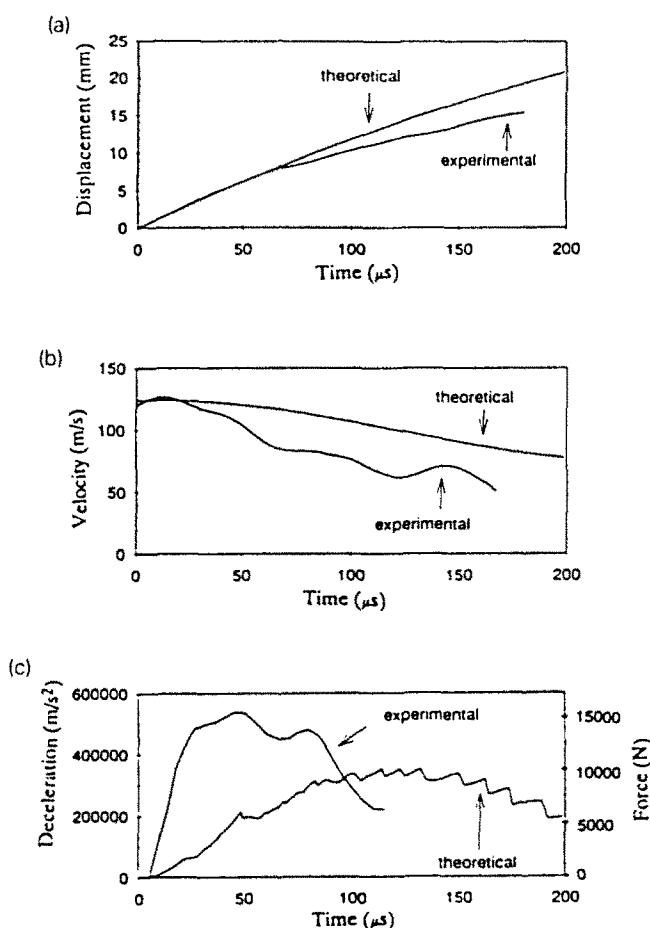 (a)
25
20
15
10
5
0
Displacement (mm)
theoretical
experimental
0
50
100
150
200
Time (μs)
(b)
150
100
50
0
Velocity (m/s)
theoretical
experimental
0
50
100
150
200
Time (μs)
(c)
600000
400000
200000
0
Deceleration (m/s²)
experimental
theoretical
15000
10000
5000
0
Force (N)
0
50
100
150
200
Time (μs)